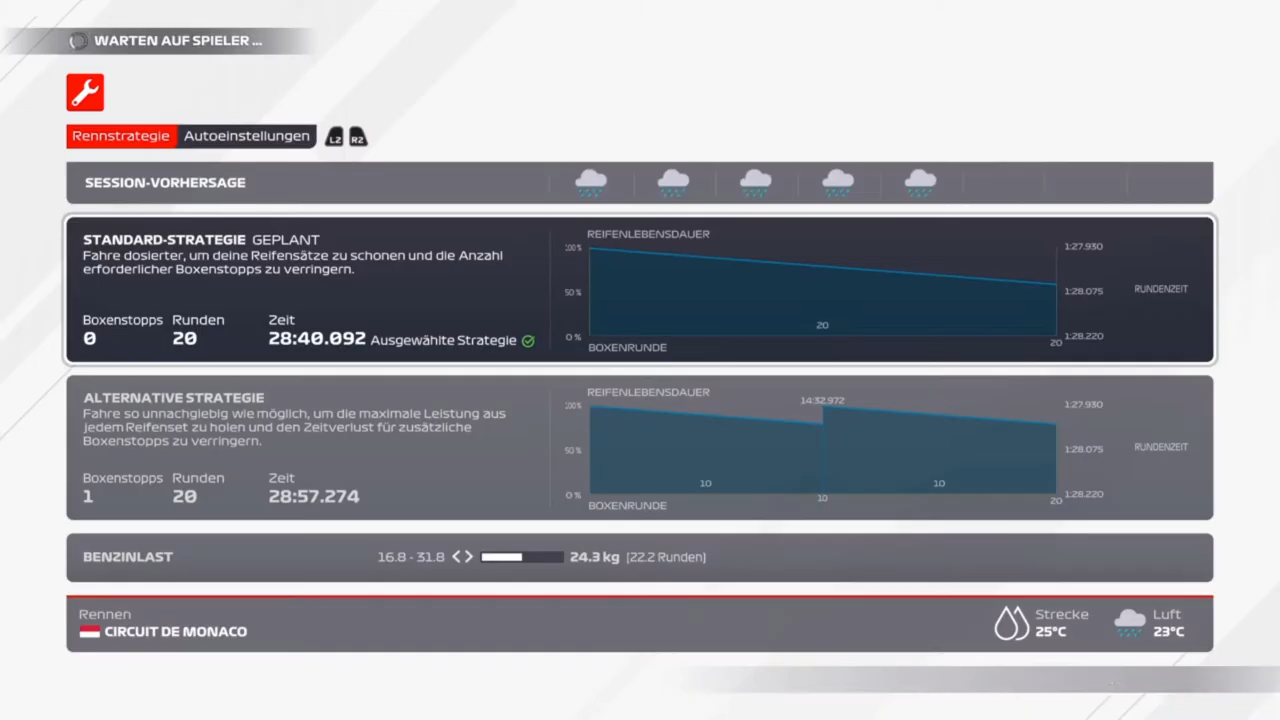 WARTEN AUF SPIELER ...
Rennstrategie Autoeinstellungen L2 R2
SESSION-VORHERSAGE
STANDARD-STRATEGIE GEPLANT
Fahre dosierter, um deine Reifensätze zu schonen und die Anzahl
erforderlicher Boxenstopps zu verringern.
Boxenstopps Runden Zeit
0 20 28:40.092 Ausgewählte Strategie
REIFENLEBENSDAUER
100 % 1:27.930
50 % 1:28.075 RUNDENZEIT
20
0 % 1:28.220
BOXENRUNDE 20
ALTERNATIVE STRATEGIE
Fahre so unnachgiebig wie möglich, um die maximale Leistung aus
jedem Reifenset zu holen und den Zeitverlust für zusätzliche
Boxenstopps zu verringern.
Boxenstopps Runden Zeit
1 20 28:57.274
REIFENLEBENSDAUER
14:32.972
100 % 1:27.930
50 % 1:28.075 RUNDENZEIT
10 10
0 % 10 20 1:28.220
BOXENRUNDE
BENZINLAST 16.8 - 31.8 <> 24.3 kg (22.2 Runden)
Rennen
CIRCUIT DE MONACO
Strecke
25°C
Luft
23°C